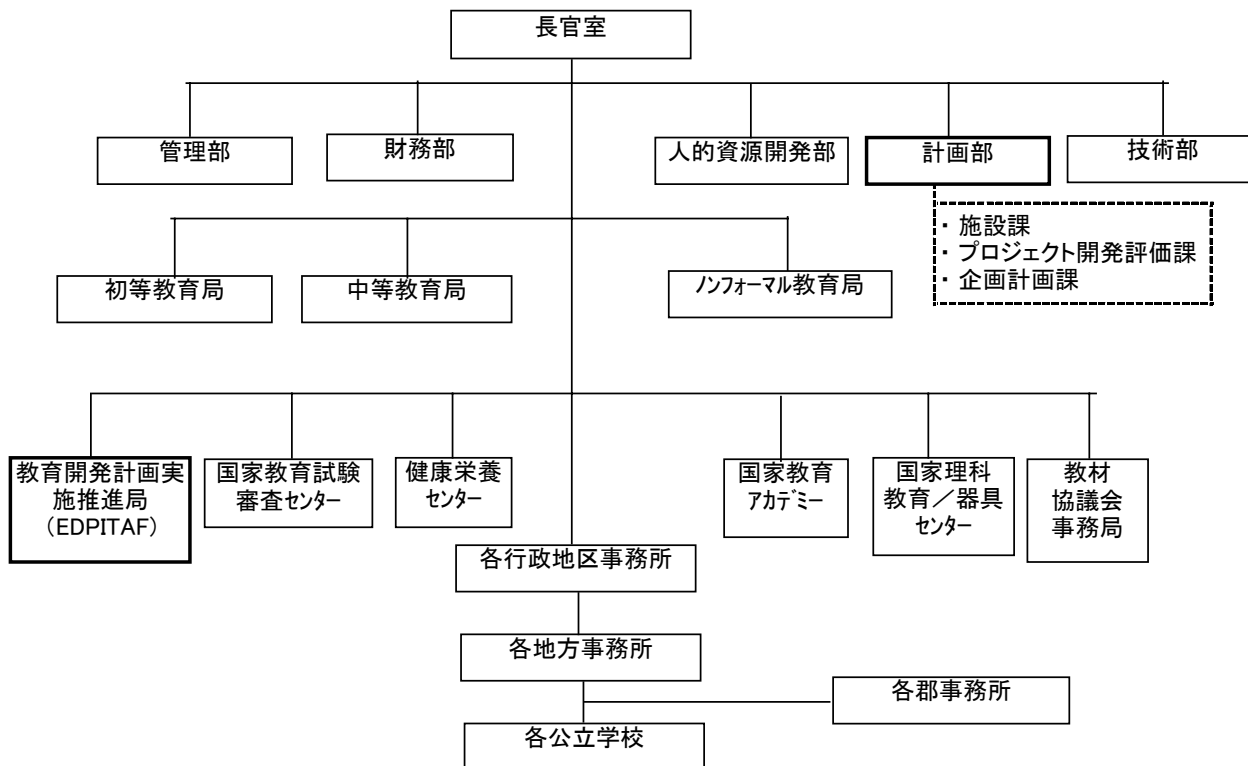 長官室
管理部
財務部
人的資源開発部
計画部
技術部
・ 施設課
・ プロジェクト開発評価課
・ 企画計画課
初等教育局
中等教育局
ﾉﾝﾌｫｰﾏﾙ教育局
教育開発計画実
施推進局
（EDPITAF）
国家教育試験
審査ｾﾝﾀｰ
健康栄養
ｾﾝﾀｰ
国家教育
ｱｶﾃﾞﾐｰ
国家理科
教育／器具
ｾﾝﾀｰ
教材
協議会
事務局
各行政地区事務所
各地方事務所
各郡事務所
各公立学校